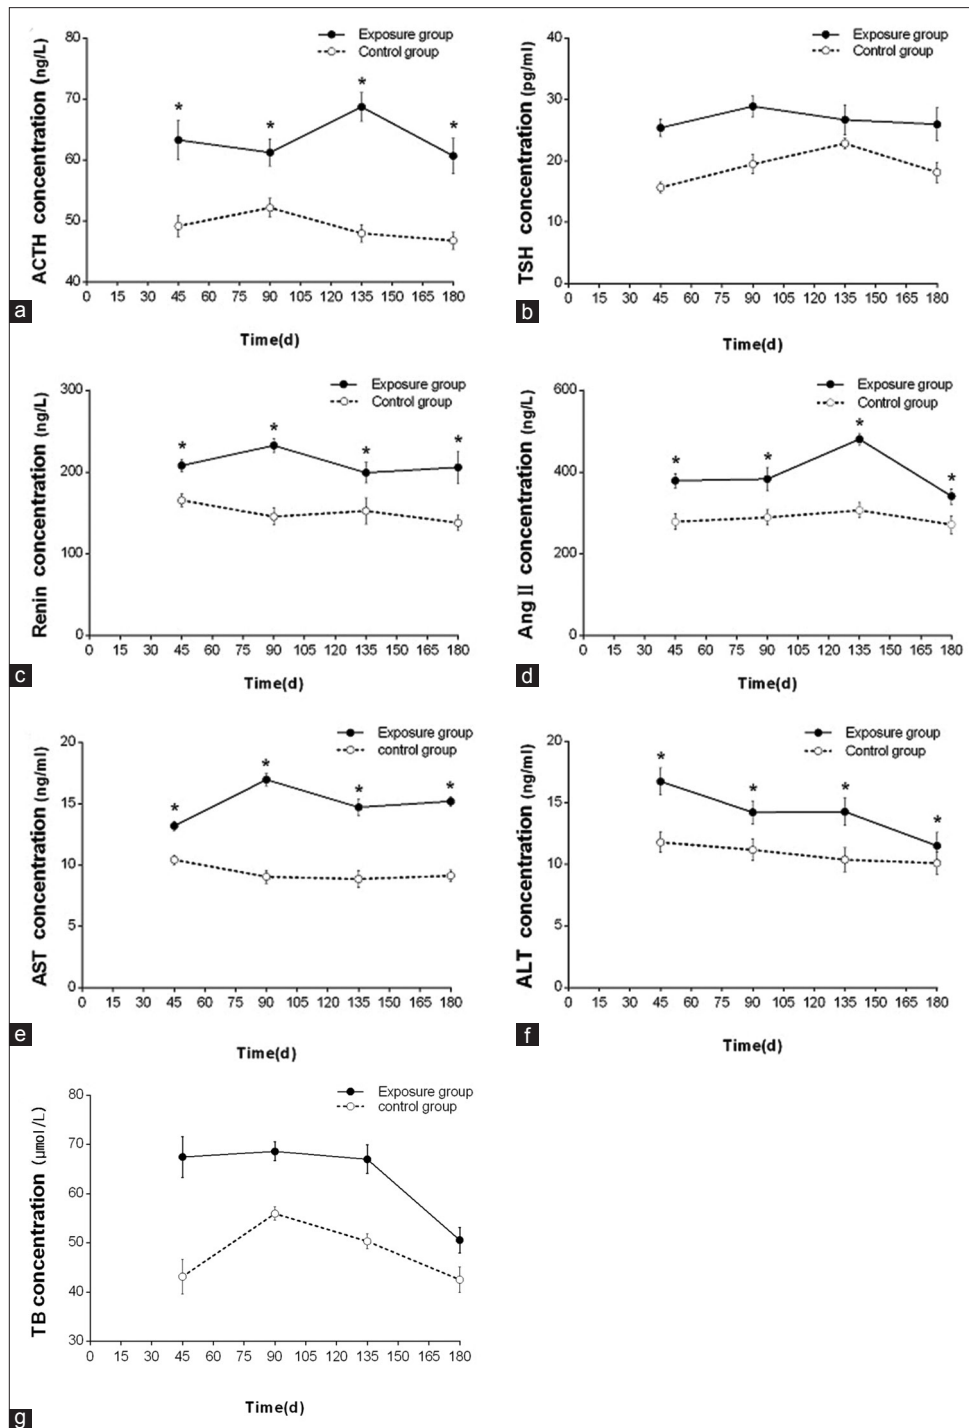 Exposure group
Control group
ACTH concentration (ng/L)
80
70
60
50
40
* * * *
0 15 30 45 60 75 90 105 120 135 150 165 180
Time(d)
a
Exposure group
Control group
TSH concentration (pg/ml)
40
30
20
10
0
0 15 30 45 60 75 90 105 120 135 150 165 180
Time(d)
b
Exposure group
Control group
Renin concentration (ng/L)
300
200
100
0
* * * *
0 15 30 45 60 75 90 105 120 135 150 165 180
Time(d)
c
Exposure group
Control group
Ang II concentration (ng/L)
600
400
200
0
* * * *
0 15 30 45 60 75 90 105 120 135 150 165 180
Time(d)
d
Exposure group
control group
AST concentration (ng/ml)
20
15
10
5
0
* * * *
0 15 30 45 60 75 90 105 120 135 150 165 180
Time(d)
e
Exposure group
Control group
ALT concentration (ng/ml)
20
15
10
5
0
* * * *
0 15 30 45 60 75 90 105 120 135 150 165 180
Time(d)
f
Exposure group
control group
TB concentration (μmol/L)
80
70
60
50
40
30
0 15 30 45 60 75 90 105 120 135 150 165 180
Time(d)
g